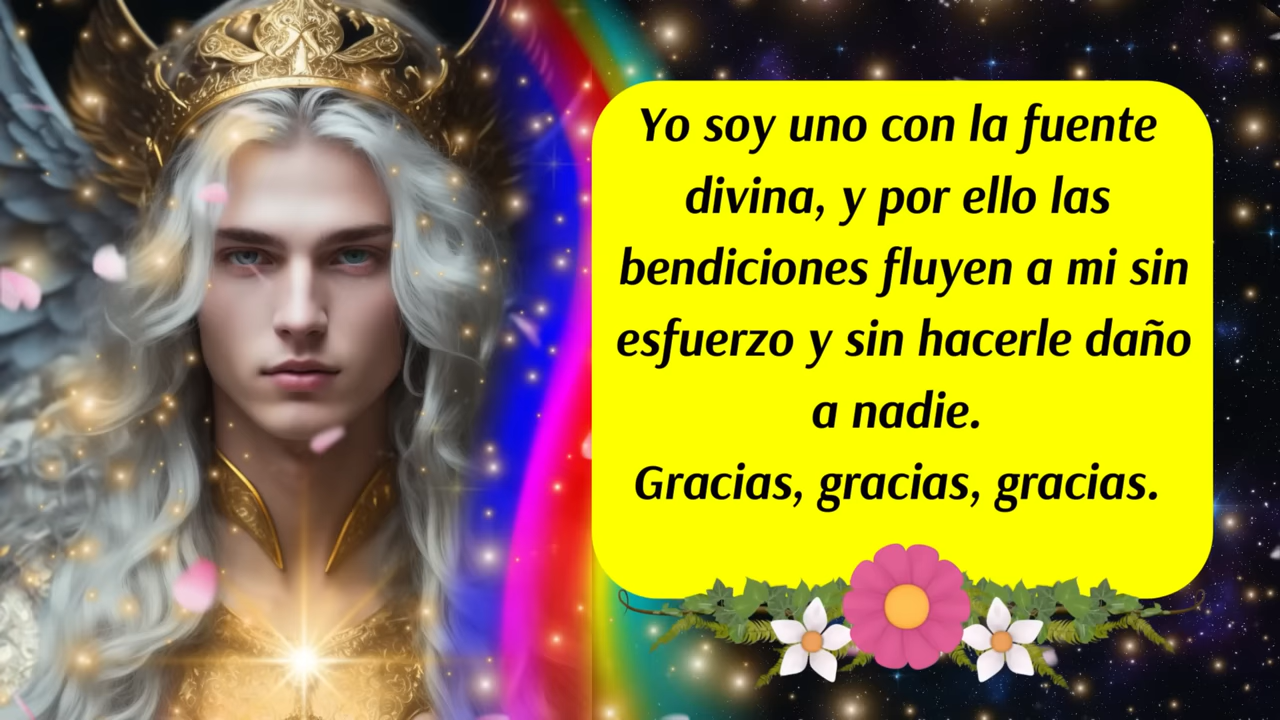 Yo soy uno con la fuente
divina, y por ello las
bendiciones fluyen a mi sin
esfuerzo y sin hacerle daño
a nadie.
Gracias, gracias, gracias.